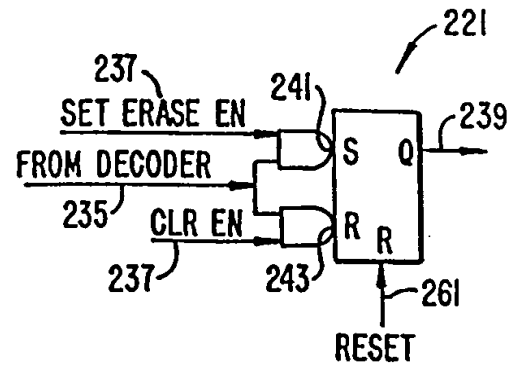 221
237
241
SET ERASE EN
239
S Q
FROM DECODER
235
CLR EN
R R
237
243
261
RESET